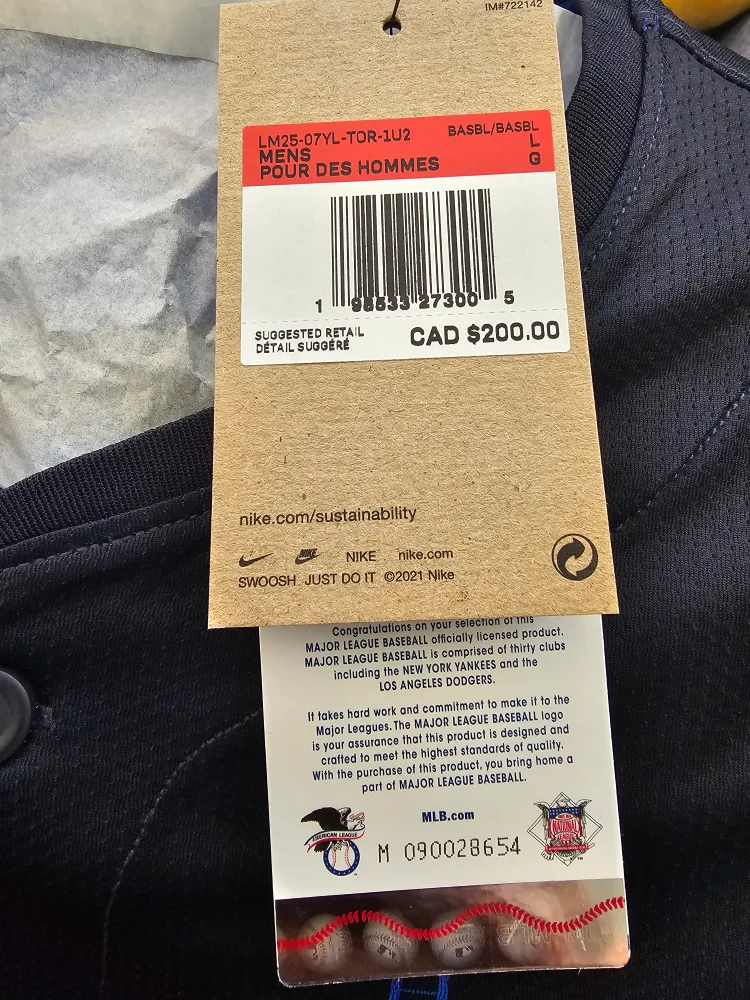 IM#722142
LM25-07YL-TOR-1U2 BASBL/BASBL
MENS L
POUR DES HOMMES G
1 98533 27300 5
SUGGESTED RETAIL
DÉTAIL SUGGÉRÉ
CAD $200.00
nike.com/sustainability
NIKE nike.com
SWOOSH JUST DO IT ©2021 Nike
Congratulations on your selection of this
MAJOR LEAGUE BASEBALL officially licensed product.
MAJOR LEAGUE BASEBALL is comprised of thirty clubs
including the NEW YORK YANKEES and the
LOS ANGELES DODGERS.
It takes hard work and commitment to make it to the
Major Leagues. The MAJOR LEAGUE BASEBALL logo
is your assurance that this product is designed and
crafted to meet the highest standards of quality.
With the purchase of this product, you bring home a
part of MAJOR LEAGUE BASEBALL.
MLB.com
AMERICAN LEAGUE
NATIONAL
M 090028654